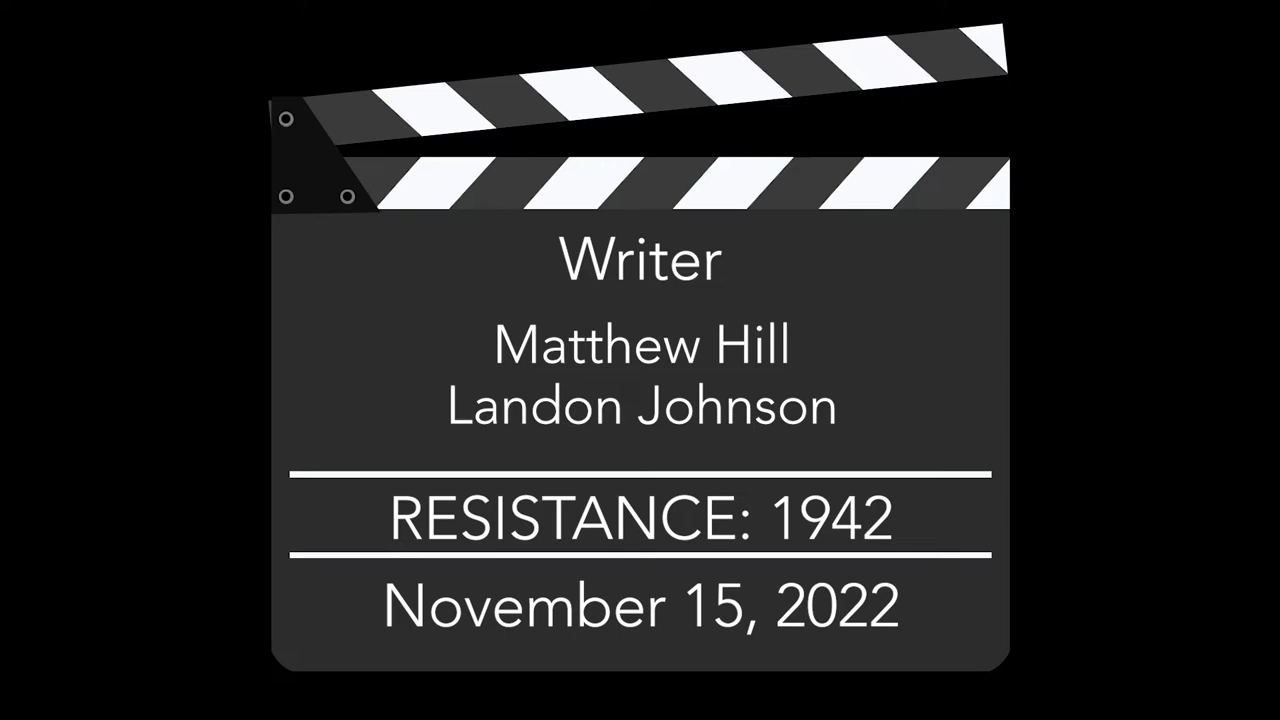 Writer
Matthew Hill
Landon Johnson
RESISTANCE: 1942
November 15, 2022